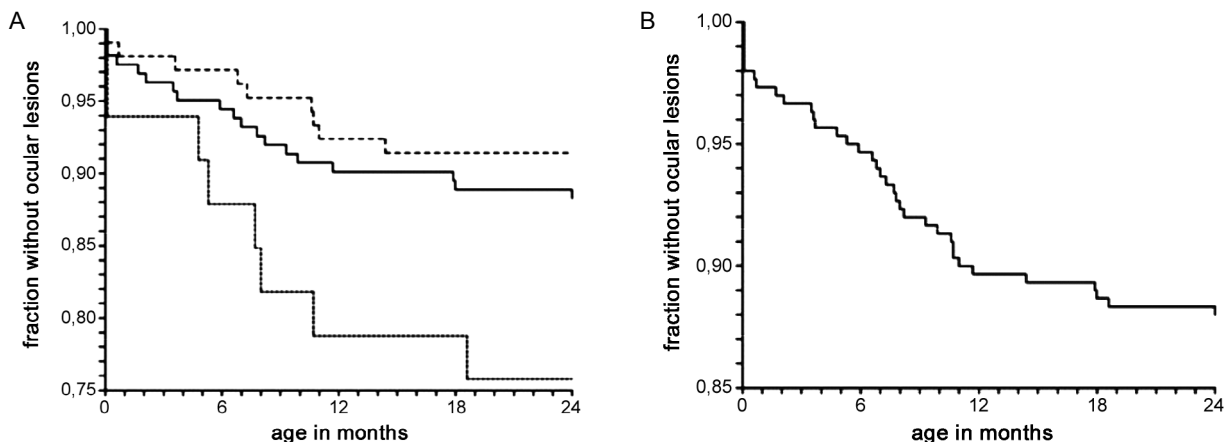 A
fraction without ocular lesions
1,00
0,95
0,90
0,85
0,80
0,75
0 6 12 18 24
age in months
B
fraction without ocular lesions
1,00
0,95
0,90
0,85
0 6 12 18 24
age in months